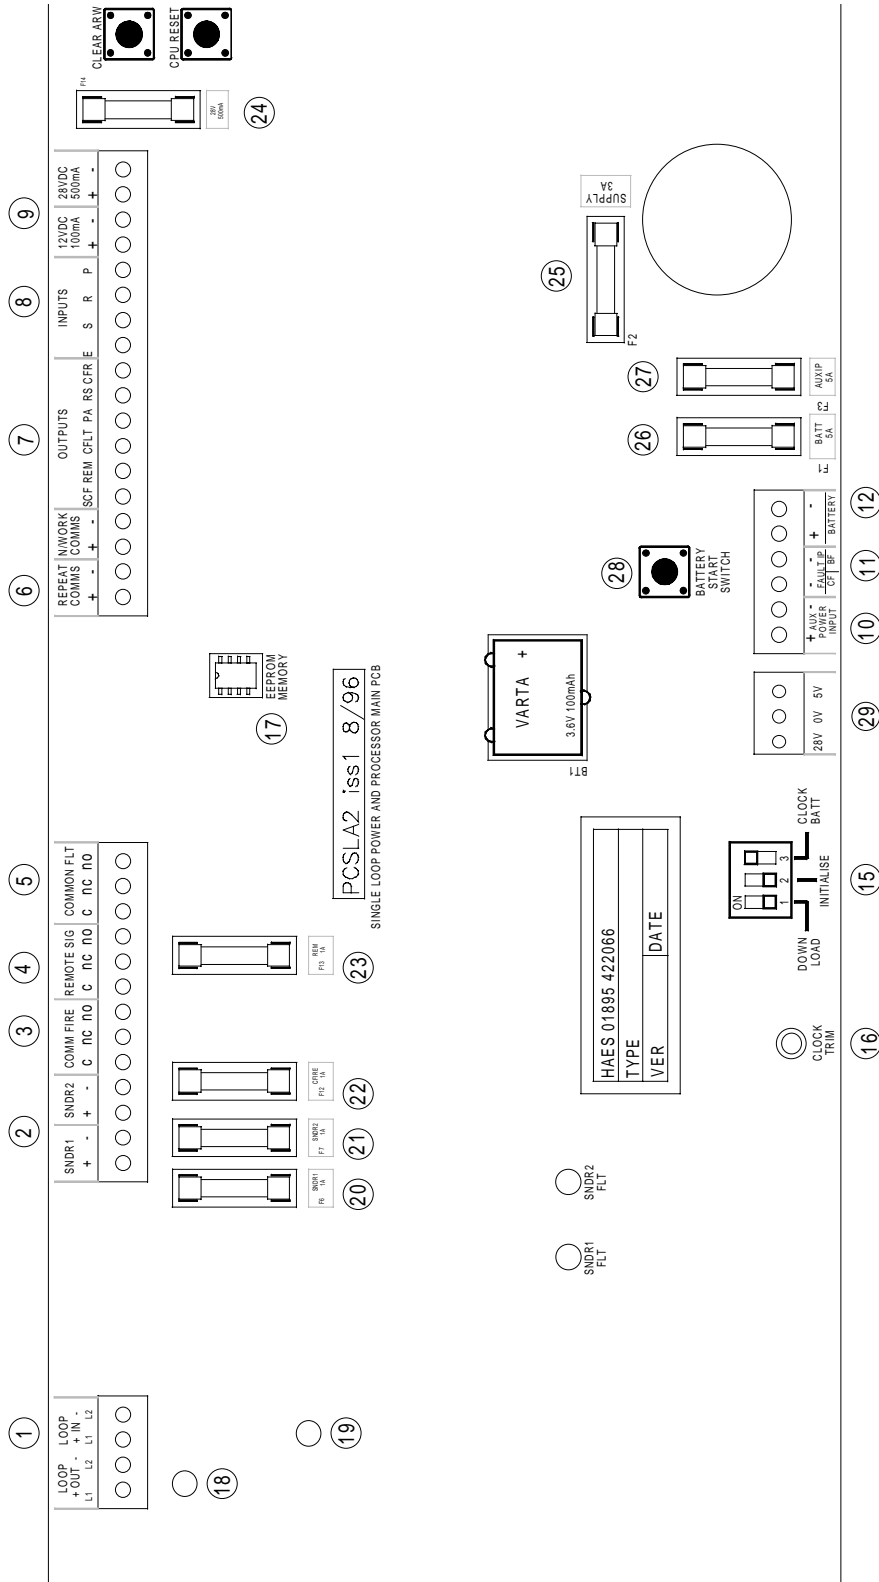 1
2
3
4
5
6
7
8
9
LOOP
+ OUT -
L1 L2
LOOP
+ IN -
L1 L2
SNDR1
+ -
SNDR2
+ -
COMM FIRE
c nc no
REMOTE SIG
c nc no
COMMON FLT
c nc no
REPEAT
COMMS
+ -
N/WORK
COMMS
+ -
OUTPUTS
SCF REM CFLT PA RS CFR
INPUTS
E S R P
12VDC
100mA
+ -
28VDC
500mA
+ -
F14
CLEAR ARW
CPU RESET
28V
500mA
24
18
19
F6
SNDR1
1A
20
F7
SNDR2
1A
21
F12
CFIRE
1A
22
F13
REM
1A
23
EEPROM
MEMORY
17
PCSLA2 iss1 8/96
SINGLE LOOP POWER AND PROCESSOR MAIN PCB
VARTA +
3.6V 100mAh
BT1
25
SUPPLY
3A
F2
SNDR1
FLT
SNDR2
FLT
HAES 01895 422066
TYPE
VER DATE
28
BATTERY
START
SWITCH
26
27
BATT
5A
F1
AUXIP
5A
F3
CLOCK
TRIM
16
ON
1 2 3
DOWN
LOAD
INITIALISE
CLOCK
BATT
15
28V 0V 5V
29
+ AUX -
POWER
INPUT
10
- -
FAULT IP
CF BF
11
+ -
BATTERY
12